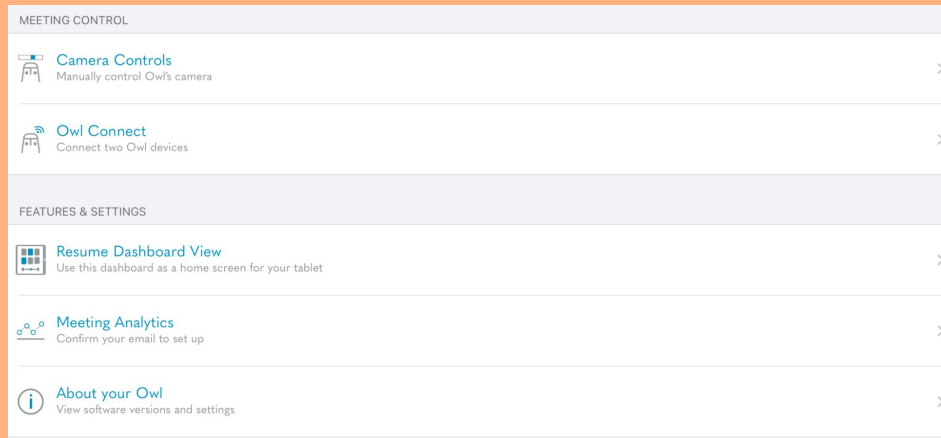 MEETING CONTROL
Camera Controls
Manually control Owl's camera
Owl Connect
Connect two Owl devices
FEATURES & SETTINGS
Resume Dashboard View
Use this dashboard as a home screen for your tablet
Meeting Analytics
Confirm your email to set up
About your Owl
View software versions and settings